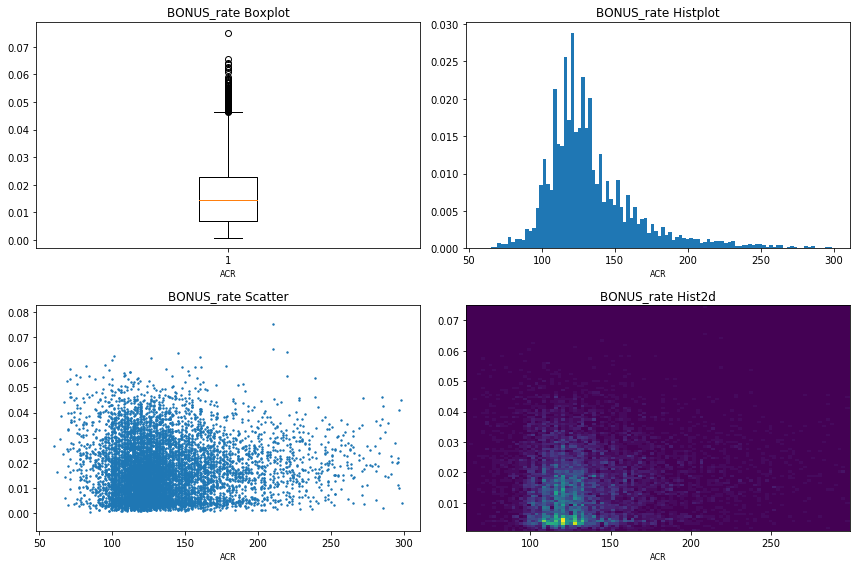 BONUS_rate Boxplot
0.07
0.06
0.05
0.04
0.03
0.02
0.01
0.00
1
ACR
BONUS_rate Histplot
0.030
0.025
0.020
0.015
0.010
0.005
0.000
50 100 150 200 250 300
ACR
BONUS_rate Scatter
0.08
0.07
0.06
0.05
0.04
0.03
0.02
0.01
0.00
50 100 150 200 250 300
ACR
BONUS_rate Hist2d
0.07
0.06
0.05
0.04
0.03
0.02
0.01
100 150 200 250
ACR